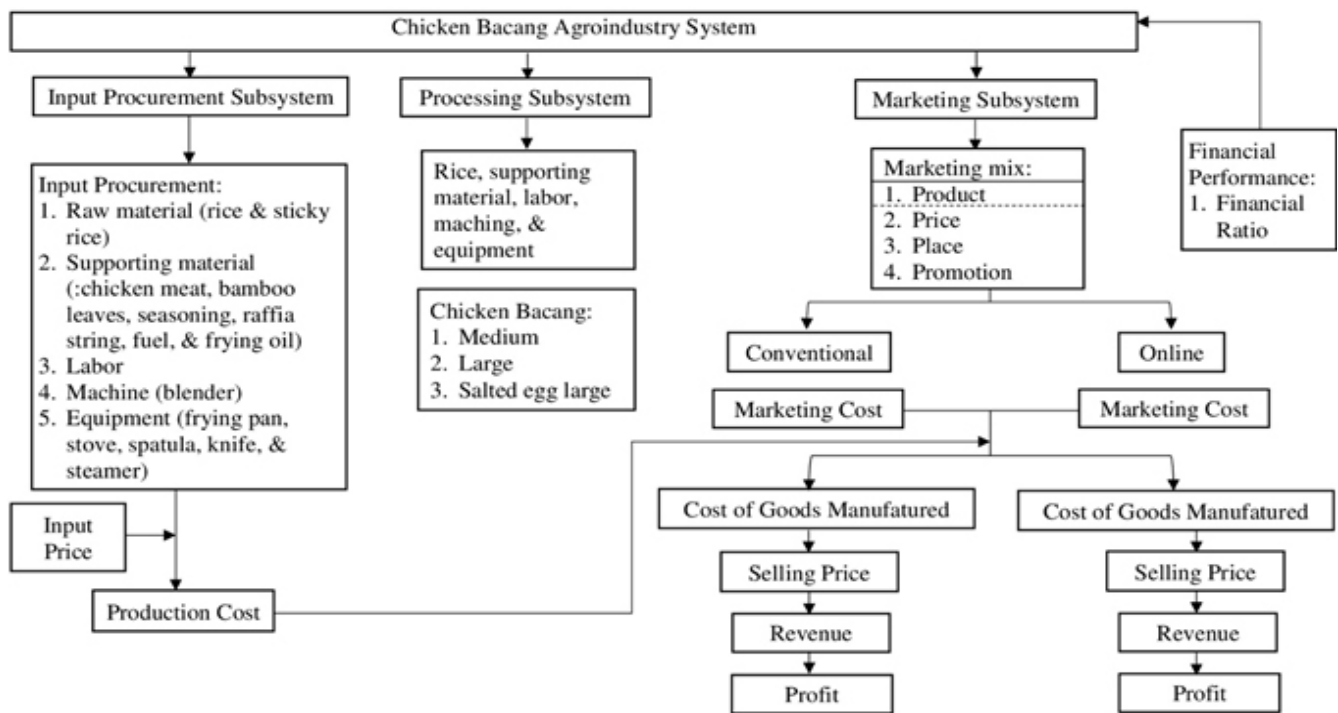 Chicken Bacang Agroindustry System
Input Procurement Subsystem
Processing Subsystem
Marketing Subsystem
Input Procurement:
1. Raw material (rice & sticky
rice)
2. Supporting material
(:chicken meat, bamboo
leaves, seasoning, raffia
string, fuel, & frying oil)
3. Labor
4. Machine (blender)
5. Equipment (frying pan,
stove, spatula, knife, &
steamer)
Rice, supporting
material, labor,
maching, &
equipment
Chicken Bacang:
1. Medium
2. Large
3. Salted egg large
Marketing mix:
1. Product
2. Price
3. Place
4. Promotion
Financial
Performance:
1. Financial
Ratio
Conventional
Online
Marketing Cost
Marketing Cost
Input
Price
Production Cost
Cost of Goods Manufatured
Cost of Goods Manufatured
Selling Price
Selling Price
Revenue
Revenue
Profit
Profit